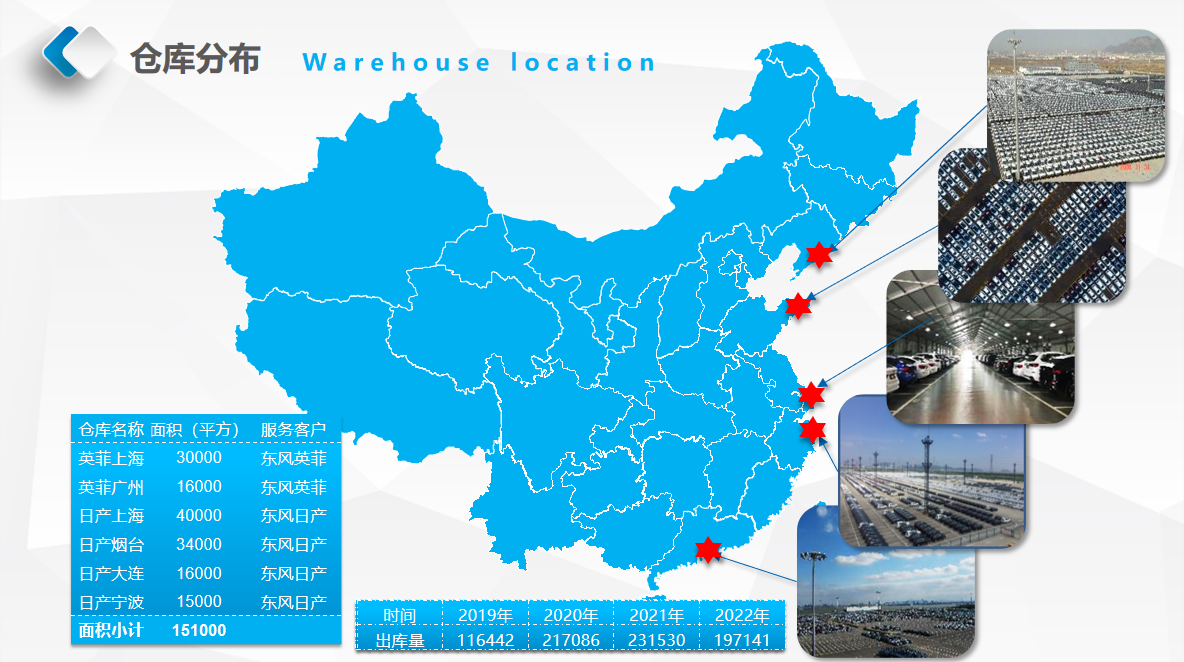 仓库分布 Warehouse location
仓库名称 面积（平方） 服务客户
英菲上海 30000 东风英菲
英菲广州 16000 东风英菲
日产上海 40000 东风日产
日产烟台 34000 东风日产
日产大连 16000 东风日产
日产宁波 15000 东风日产
面积小计 151000
时间 2019年 2020年 2021年 2022年
出库量 116442 217086 231530 197141